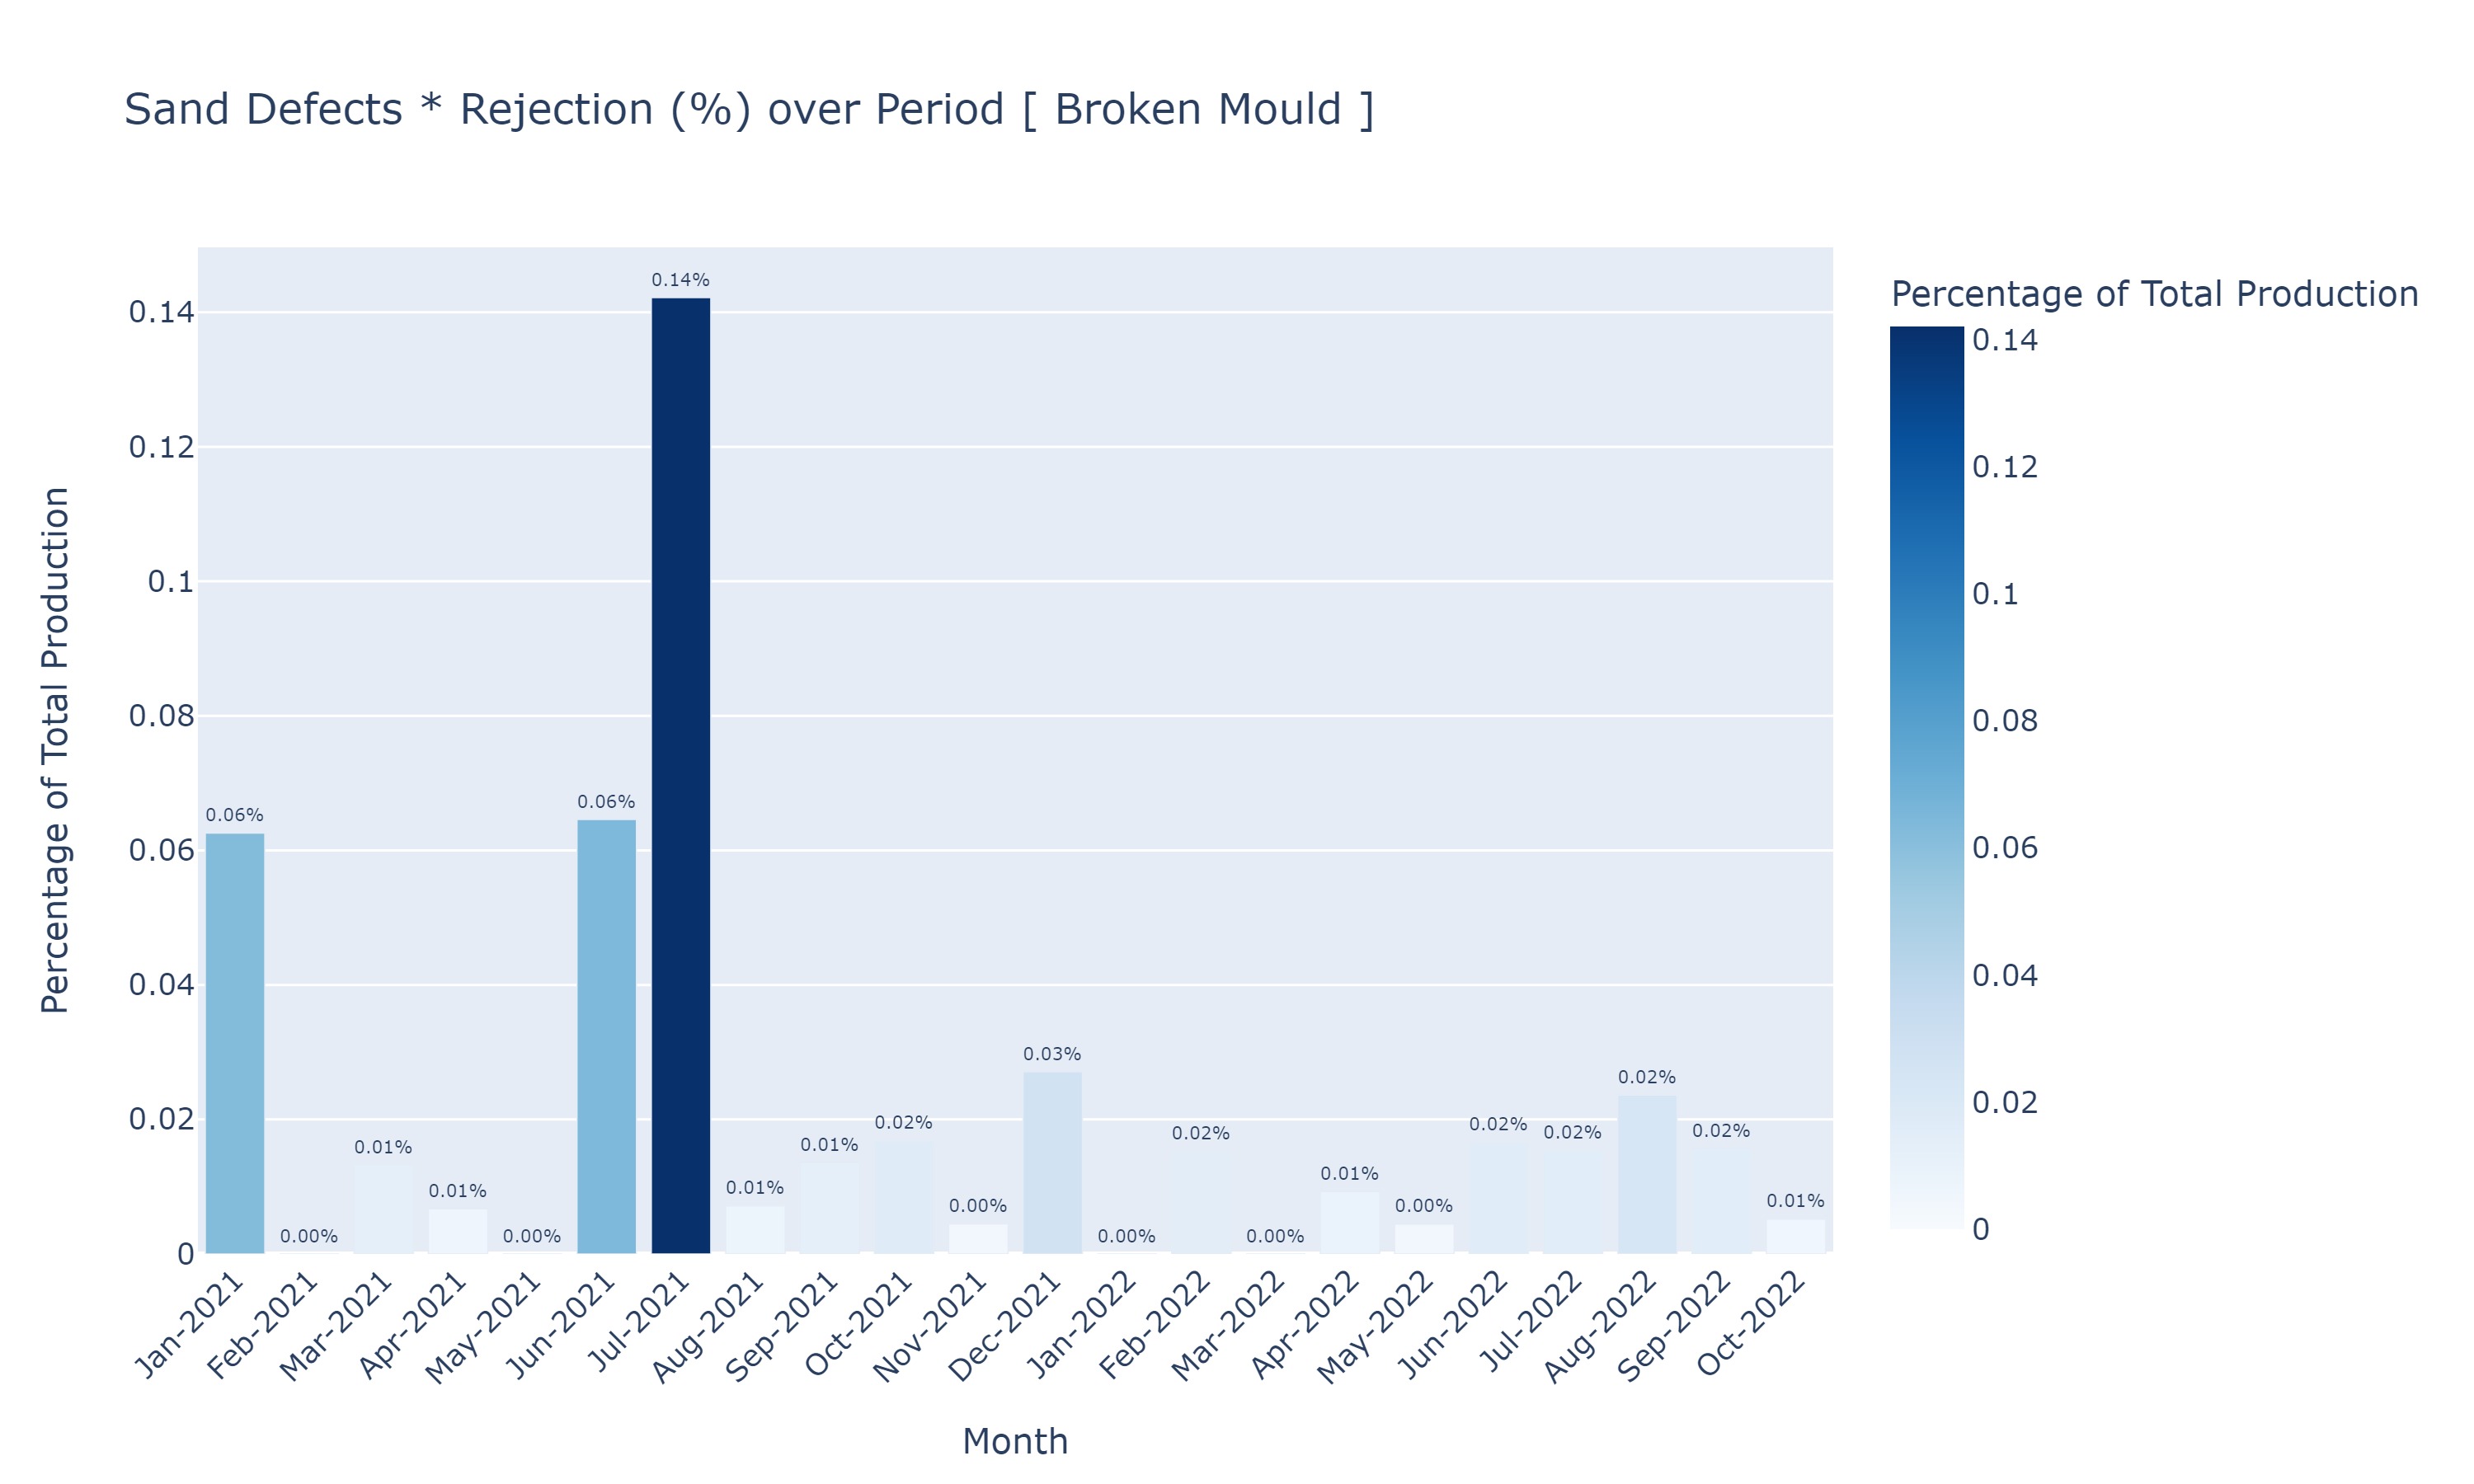 Sand Defects * Rejection (%) over Period [ Broken Mould ]
Percentage of Total Production
0.14
0.12
0.1
0.08
0.06
0.04
0.02
0
0.06%
0.00%
0.01%
0.01%
0.00%
0.06%
0.14%
0.01%
0.01%
0.02%
0.00%
0.03%
0.00%
0.02%
0.00%
0.01%
0.00%
0.02%
0.02%
0.02%
0.02%
0.01%
Jan-2021
Feb-2021
Mar-2021
Apr-2021
May-2021
Jun-2021
Jul-2021
Aug-2021
Sep-2021
Oct-2021
Nov-2021
Dec-2021
Jan-2022
Feb-2022
Mar-2022
Apr-2022
May-2022
Jun-2022
Jul-2022
Aug-2022
Sep-2022
Oct-2022
Month
Percentage of Total Production
0.14
0.12
0.1
0.08
0.06
0.04
0.02
0